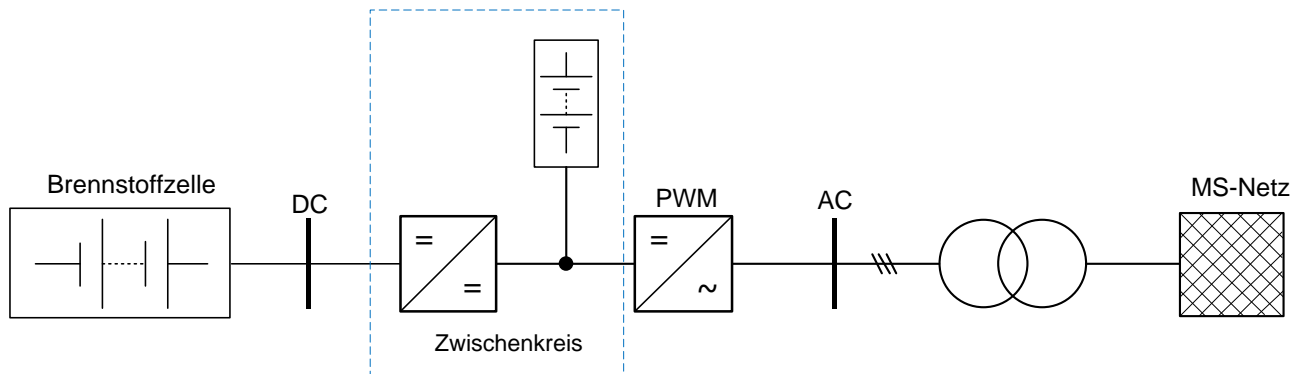 Brennstoffzelle
DC
=
=
Zwischenkreis
PWM
=
~
AC
MS-Netz